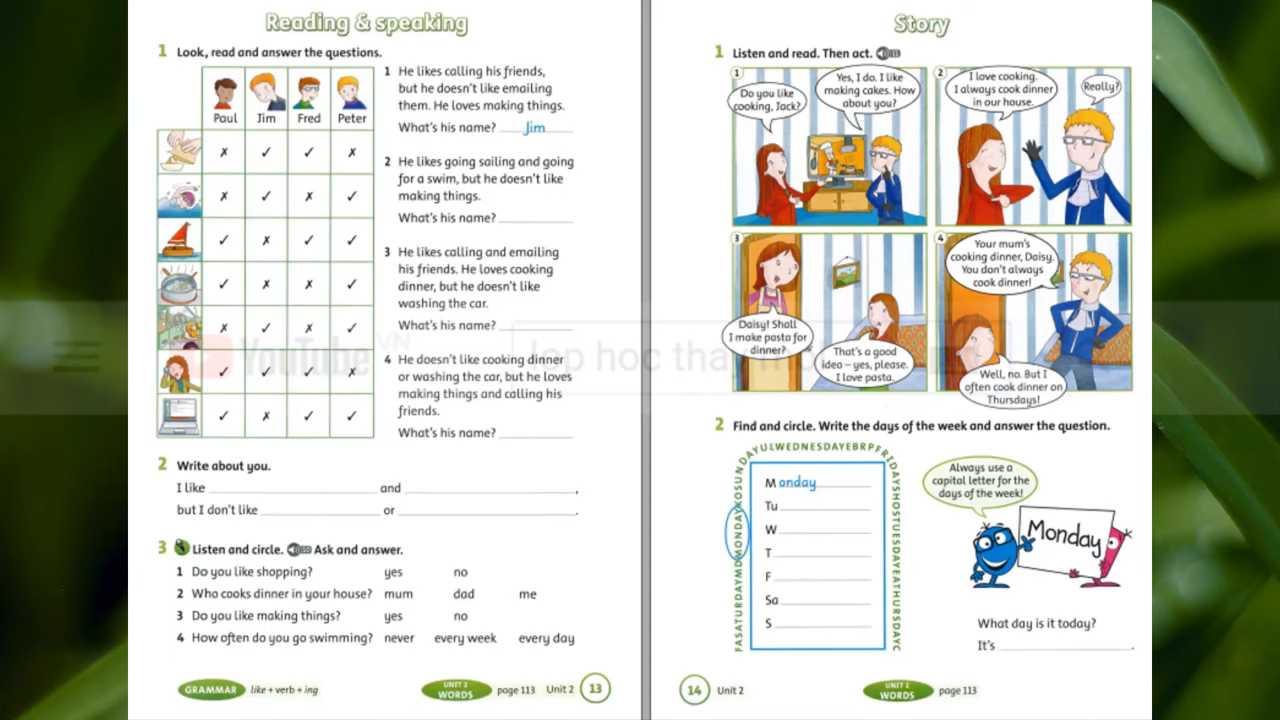 Reading & speaking
1 Look, read and answer the questions.
Paul Jim Fred Peter
✗ ✓ ✓ ✗
✗ ✓ ✗ ✓
✓ ✗ ✓ ✓
✓ ✗ ✗ ✓
✗ ✓ ✗ ✓
✓ ✓ ✓ ✗
✓ ✗ ✓ ✓
1 He likes calling his friends,
but he doesn't like emailing
them. He loves making things.
What's his name? Jim
2 He likes going sailing and going
for a swim, but he doesn't like
making things.
What's his name?
3 He likes calling and emailing
his friends. He loves cooking
dinner, but he doesn't like
washing the car.
What's his name?
4 He doesn't like cooking dinner
or washing the car, but he loves
making things and calling his
friends.
What's his name?
YouTube VN
lop hoc thay
2 Write about you.
I like and ,
but I don't like or .
3 Listen and circle. Ask and answer.
1 Do you like shopping? yes no
2 Who cooks dinner in your house? mum dad me
3 Do you like making things? yes no
4 How often do you go swimming? never every week every day
GRAMMAR like + verb + ing
UNIT 2
WORDS page 113 Unit 2 13
Story
1 Listen and read. Then act.
1
Do you like
cooking, Jack?
Yes, I do. I like
making cakes. How
about you?
2
I love cooking.
I always cook dinner
in our house.
Really?
3
Daisy! Shall
I make pasta for
dinner?
That's a good
idea – yes, please.
I love pasta.
4
Your mum's
cooking dinner, Daisy.
You don't always
cook dinner!
Well, no. But I
often cook dinner on
Thursdays!
2 Find and circle. Write the days of the week and answer the question.
FASATURDAYMDMONDAYKOSUNDAYULWEDNESDAYEBRPFRIDAYSHOSTUESDAYEATHURSDAYC
Monday
Tu
W
T
F
Sa
S
Always use a
capital letter for the
days of the week!
Monday
What day is it today?
It's .
14 Unit 2
UNIT 2
WORDS page 113